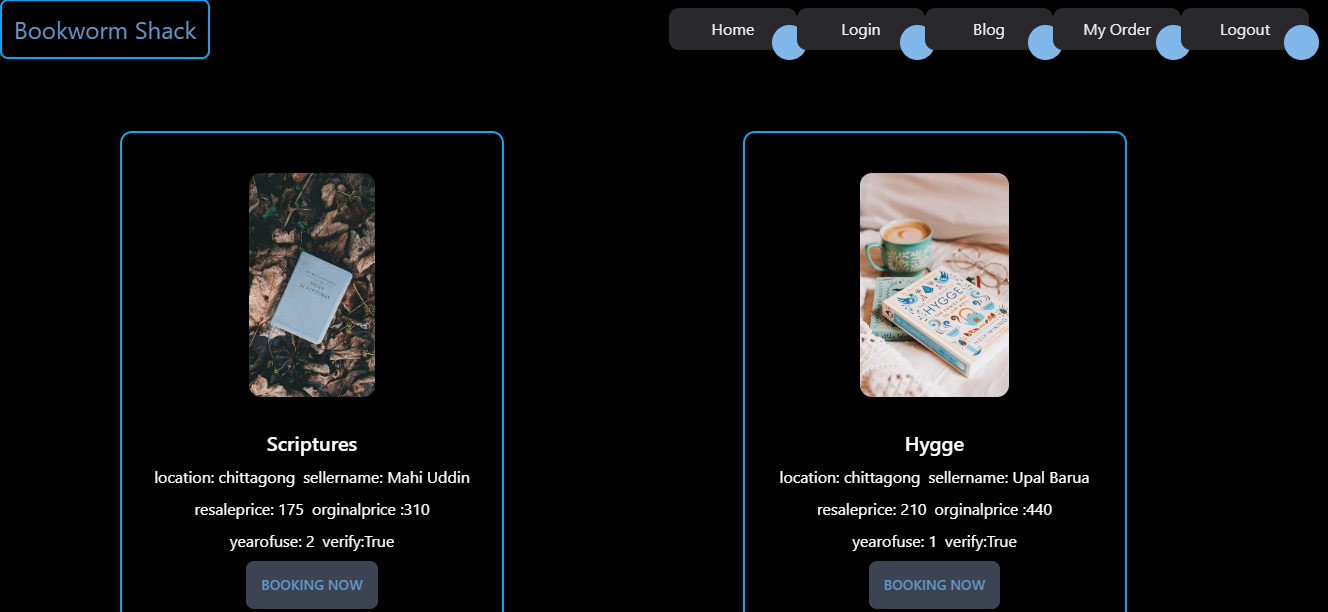 Bookworm Shack
Home
Login
Blog
My Order
Logout
HOLY
SCRIPTURES
HYGGE
MEIK WIKING
Scriptures
location: chittagong sellername: Mahi Uddin
resaleprice: 175 orginalprice :310
yearofuse: 2 verify:True
BOOKING NOW
Hygge
location: chittagong sellername: Upal Barua
resaleprice: 210 orginalprice :440
yearofuse: 1 verify:True
BOOKING NOW